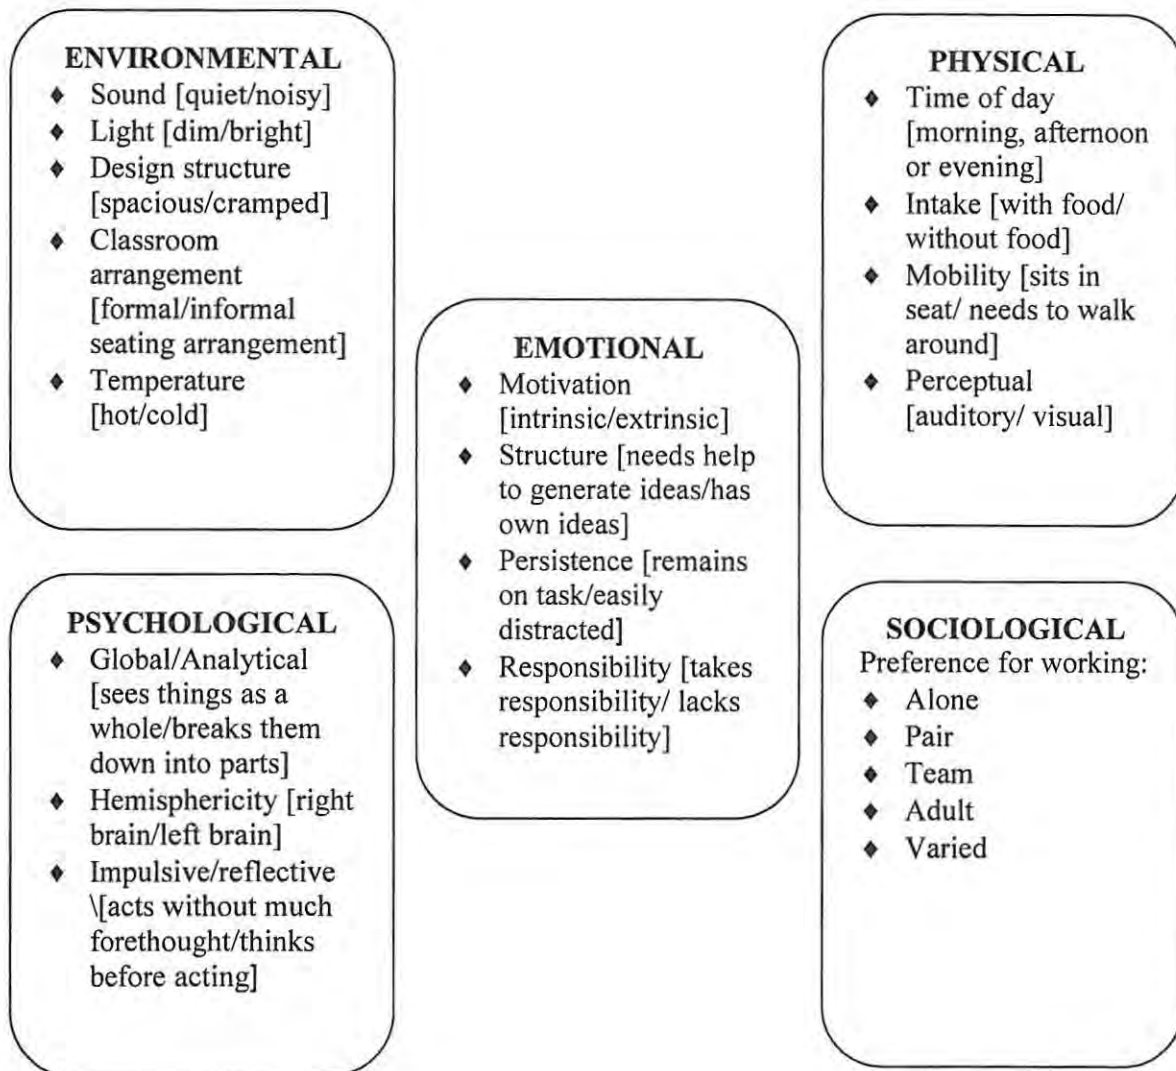 ENVIRONMENTAL
♦ Sound [quiet/noisy]
♦ Light [dim/bright]
♦ Design structure
[spacious/cramped]
♦ Classroom
arrangement
[formal/informal
seating arrangement]
♦ Temperature
[hot/cold]
PHYSICAL
♦ Time of day
[morning, afternoon
or evening]
♦ Intake [with food/
without food]
♦ Mobility [sits in
seat/ needs to walk
around]
♦ Perceptual
[auditory/ visual]
EMOTIONAL
♦ Motivation
[intrinsic/extrinsic]
♦ Structure [needs help
to generate ideas/has
own ideas]
♦ Persistence [remains
on task/easily
distracted]
♦ Responsibility [takes
responsibility/ lacks
responsibility]
PSYCHOLOGICAL
♦ Global/Analytical
[sees things as a
whole/breaks them
down into parts]
♦ Hemisphericity [right
brain/left brain]
♦ Impulsive/reflective
\[acts without much
forethought/thinks
before acting]
SOCIOLOGICAL
Preference for working:
♦ Alone
♦ Pair
♦ Team
♦ Adult
♦ Varied